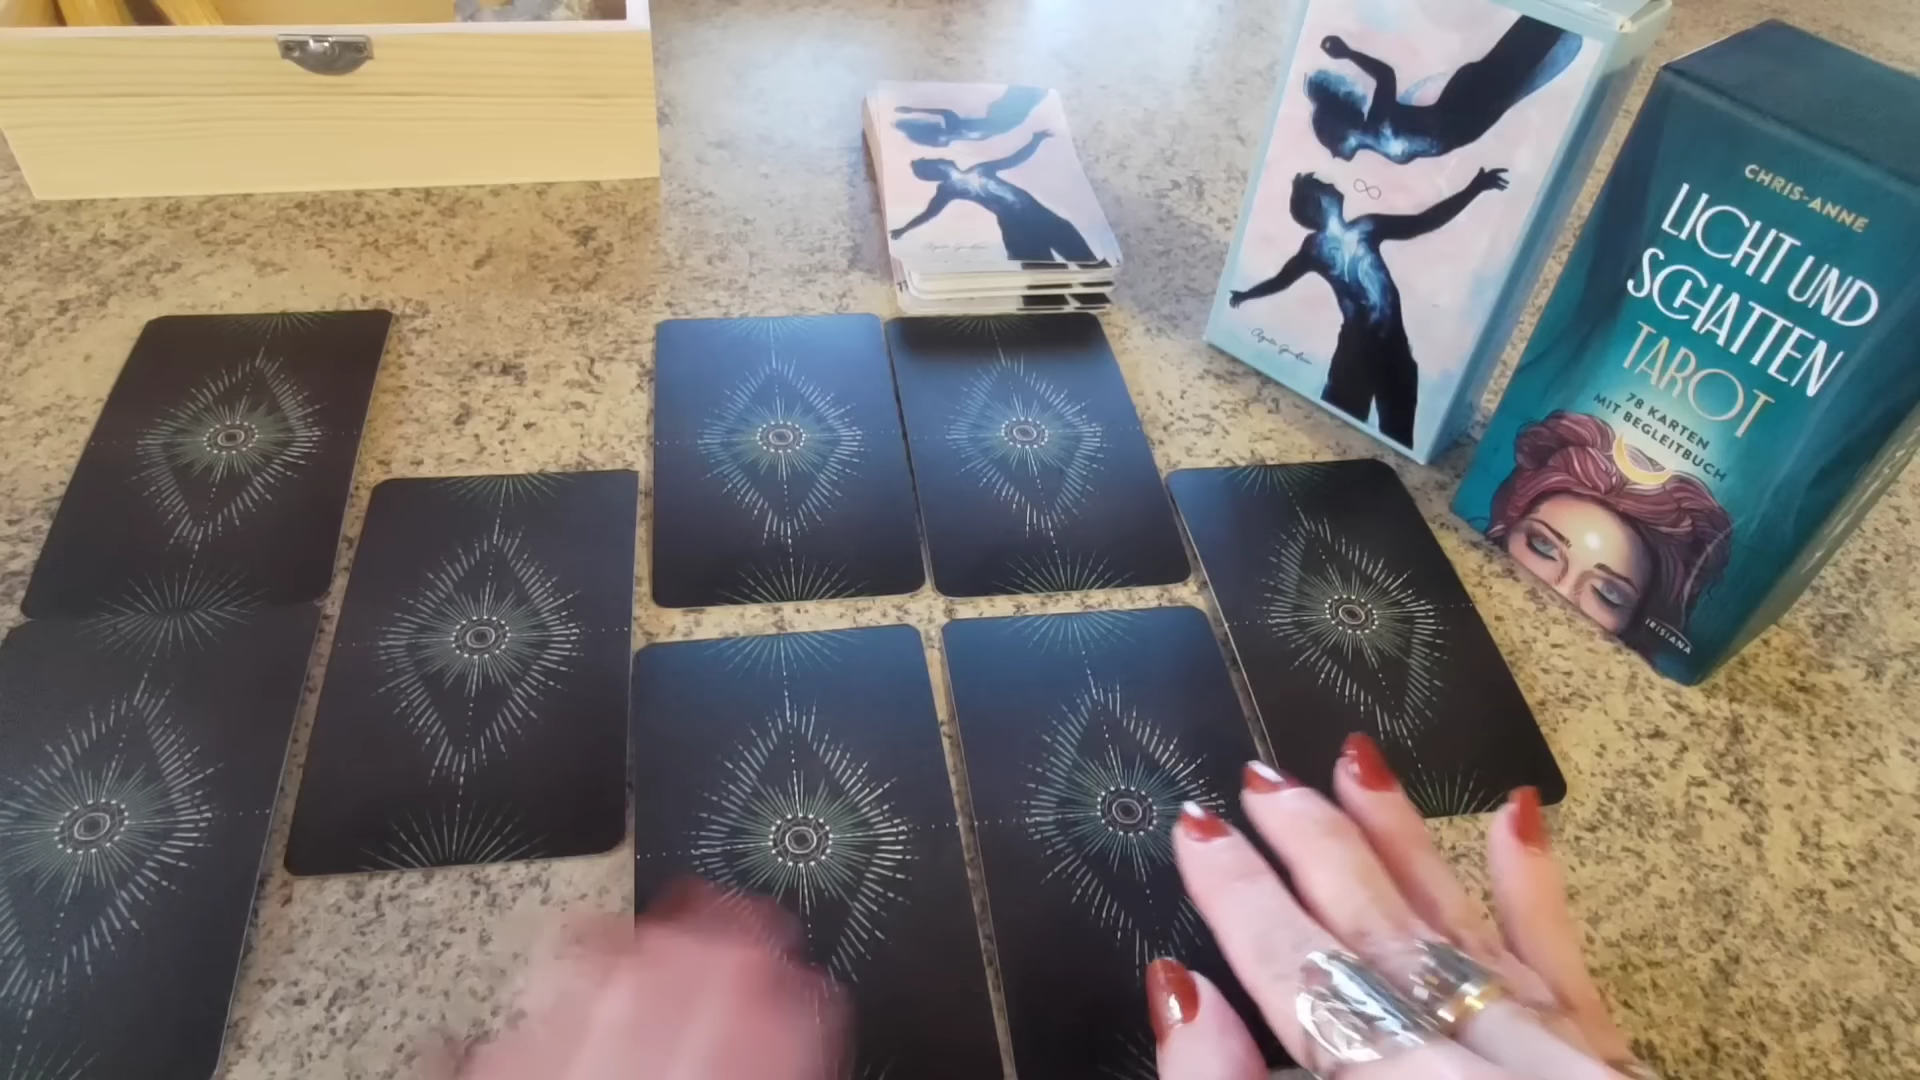 CHRIS-ANNE
LICHT UND
SCHATTEN
TAROT
78 KARTEN
MIT BEGLEITBUCH
IRISIANA